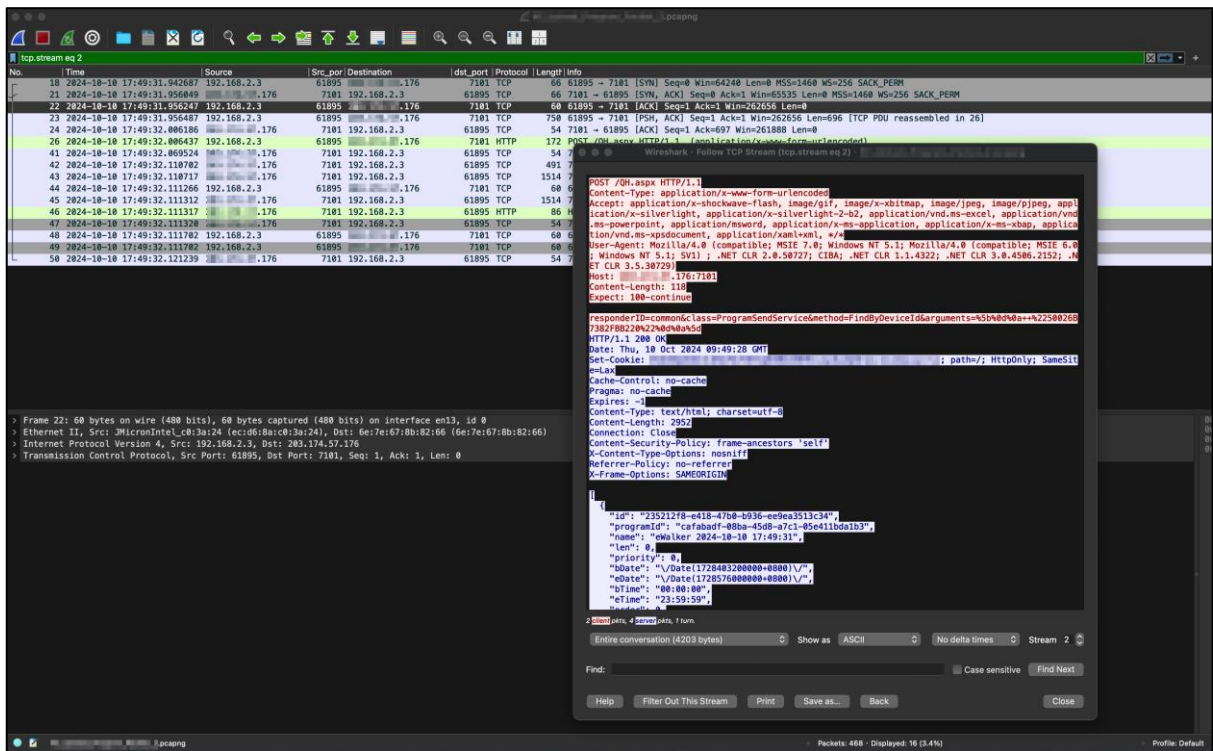 .pcapng
tcp.stream eq 2
No. Time Source Src_por Destination dst_port Protocol Length Info
18 2024-10-10 17:49:31.942687 192.168.2.3 61895 .176 7101 TCP 66 61895 → 7101 [SYN] Seq=0 Win=64240 Len=0 MSS=1460 WS=256 SACK_PERM
21 2024-10-10 17:49:31.956049 .176 7101 192.168.2.3 61895 TCP 66 7101 → 61895 [SYN, ACK] Seq=0 Ack=1 Win=65535 Len=0 MSS=1460 WS=256 SACK_PERM
22 2024-10-10 17:49:31.956247 192.168.2.3 61895 .176 7101 TCP 60 61895 → 7101 [ACK] Seq=1 Ack=1 Win=262656 Len=0
23 2024-10-10 17:49:31.956487 192.168.2.3 61895 .176 7101 TCP 750 61895 → 7101 [PSH, ACK] Seq=1 Ack=1 Win=262656 Len=696 [TCP PDU reassembled in 26]
24 2024-10-10 17:49:32.006186 .176 7101 192.168.2.3 61895 TCP 54 7101 → 61895 [ACK] Seq=1 Ack=697 Win=261888 Len=0
26 2024-10-10 17:49:32.006437 192.168.2.3 61895 .176 7101 HTTP 172 POST /QH.aspx HTTP/1.1 (application/x-www-form-urlencoded)
41 2024-10-10 17:49:32.069524 .176 7101 192.168.2.3 61895 TCP 54 7
42 2024-10-10 17:49:32.110702 .176 7101 192.168.2.3 61895 TCP 491 7
43 2024-10-10 17:49:32.110717 .176 7101 192.168.2.3 61895 TCP 1514 7
44 2024-10-10 17:49:32.111266 192.168.2.3 61895 .176 7101 TCP 60 6
45 2024-10-10 17:49:32.111312 .176 7101 192.168.2.3 61895 TCP 1514 7
46 2024-10-10 17:49:32.111317 .176 7101 192.168.2.3 61895 HTTP 86 H
47 2024-10-10 17:49:32.111320 .176 7101 192.168.2.3 61895 TCP 54 7
48 2024-10-10 17:49:32.111702 192.168.2.3 61895 .176 7101 TCP 60 6
49 2024-10-10 17:49:32.111702 192.168.2.3 61895 .176 7101 TCP 60 6
50 2024-10-10 17:49:32.121239 .176 7101 192.168.2.3 61895 TCP 54 7
Wireshark · Follow TCP Stream (tcp.stream eq 2) ·
POST /QH.aspx HTTP/1.1
Content-Type: application/x-www-form-urlencoded
Accept: application/x-shockwave-flash, image/gif, image/x-xbitmap, image/jpeg, image/pjpeg, appl
ication/x-silverlight, application/x-silverlight-2-b2, application/vnd.ms-excel, application/vnd
.ms-powerpoint, application/msword, application/x-ms-application, application/x-ms-xbap, applica
tion/vnd.ms-xpsdocument, application/xaml+xml, */*
User-Agent: Mozilla/4.0 (compatible; MSIE 7.0; Windows NT 5.1; Mozilla/4.0 (compatible; MSIE 6.0
; Windows NT 5.1; SV1) ; .NET CLR 2.0.50727; CIBA; .NET CLR 1.1.4322; .NET CLR 3.0.4506.2152; .N
ET CLR 3.5.30729)
Host: .176:7101
Content-Length: 118
Expect: 100-continue
responderID=common&class=ProgramSendService&method=FindByDeviceId&arguments=%5b%0d%0a++%2250026B
7382FBB220%22%0d%0a%5d
HTTP/1.1 200 OK
Date: Thu, 10 Oct 2024 09:49:28 GMT
Set-Cookie: ; path=/; HttpOnly; SameSit
e=Lax
Cache-Control: no-cache
Pragma: no-cache
Expires: -1
Content-Type: text/html; charset=utf-8
Content-Length: 2952
Connection: Close
Content-Security-Policy: frame-ancestors 'self'
X-Content-Type-Options: nosniff
Referrer-Policy: no-referrer
X-Frame-Options: SAMEORIGIN
[
{
"id": "235212f8-e418-47b0-b936-ee9ea3513c34",
"programId": "cafabadf-08ba-45d8-a7c1-05e411bda1b3",
"name": "eWalker 2024-10-10 17:49:31",
"len": 0,
"priority": 0,
"bDate": "\/Date(1728403200000+0800)\/",
"eDate": "\/Date(1728576000000+0800)\/",
"bTime": "00:00:00",
"eTime": "23:59:59",
2 client pkts, 4 server pkts, 1 turn.
Entire conversation (4203 bytes) Show as ASCII No delta times Stream 2
Find: Case sensitive Find Next
Help Filter Out This Stream Print Save as... Back Close
> Frame 22: 60 bytes on wire (480 bits), 60 bytes captured (480 bits) on interface en13, id 0
> Ethernet II, Src: JMicronIntel_c0:3a:24 (ec:d6:8a:c0:3a:24), Dst: 6e:7e:67:8b:82:66 (6e:7e:67:8b:82:66)
> Internet Protocol Version 4, Src: 192.168.2.3, Dst: 203.174.57.176
> Transmission Control Protocol, Src Port: 61895, Dst Port: 7101, Seq: 1, Ack: 1, Len: 0
.pcapng Packets: 468 · Displayed: 16 (3.4%) Profile: Default